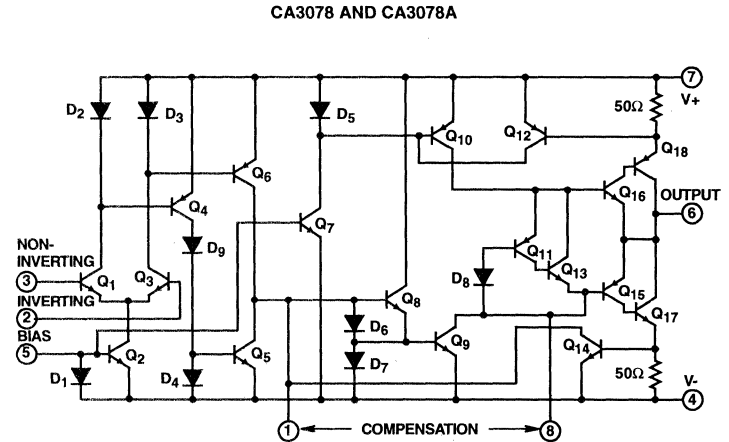 CA3078 AND CA3078A
7
V+
D2
D3
D5
50Ω
Q10
Q12
Q18
Q6
Q16
OUTPUT
6
Q4
Q7
D9
NON-
INVERTING
3
Q1
Q3
Q11
Q13
D8
Q15
Q17
INVERTING
2
Q8
D6
BIAS
5
Q2
Q5
Q9
Q14
D1
D4
D7
50Ω
V-
4
1
COMPENSATION
8